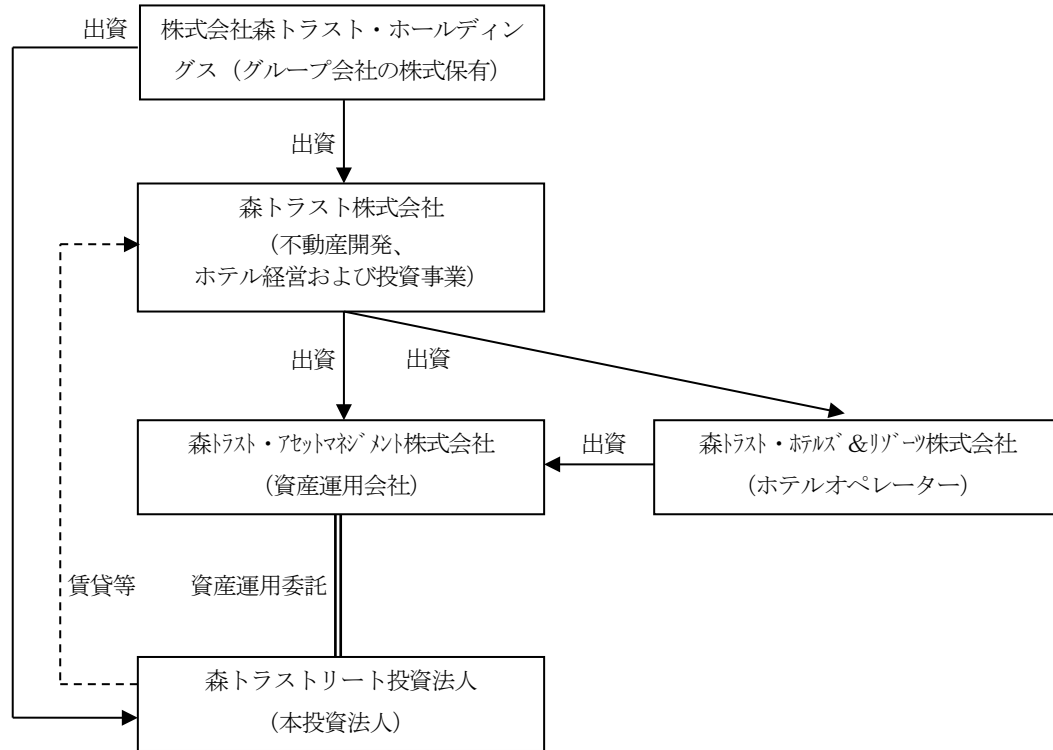 出資
株式会社森トラスト・ホールディン
グス（グループ会社の株式保有）
出資
森トラスト株式会社
（不動産開発、
ホテル経営および投資事業）
出資
出資
森ﾄﾗｽﾄ・ｱｾｯﾄﾏﾈｼﾞﾒﾝﾄ株式会社
（資産運用会社）
出資
森ﾄﾗｽﾄ・ﾎﾃﾙｽﾞ&ﾘｿﾞｰﾂ株式会社
（ホテルオペレーター）
賃貸等
資産運用委託
森トラストリート投資法人
（本投資法人）